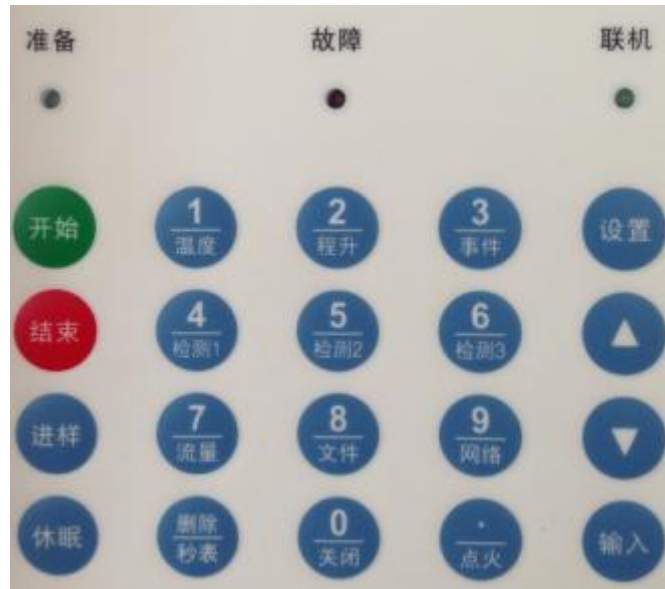 准备 故障 联机
开始 1 2 3 设置
温度 程升 事件
结束 4 5 6 ▲
检测1 检测2 检测3
进样 7 8 9 ▼
流量 文件 网络
休眠 删除 0 · 输入
秒表 关闭 点火